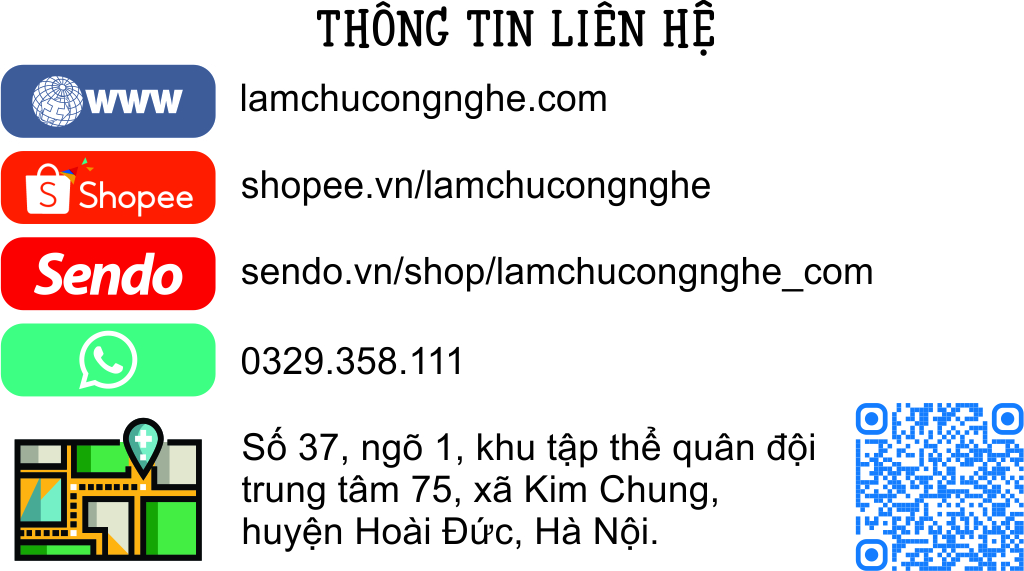 THÔNG TIN LIÊN HỆ
WWW lamchucongnghe.com
S Shopee shopee.vn/lamchucongnghe
Sendo sendo.vn/shop/lamchucongnghe_com
0329.358.111
Số 37, ngõ 1, khu tập thể quân đội
trung tâm 75, xã Kim Chung,
huyện Hoài Đức, Hà Nội.